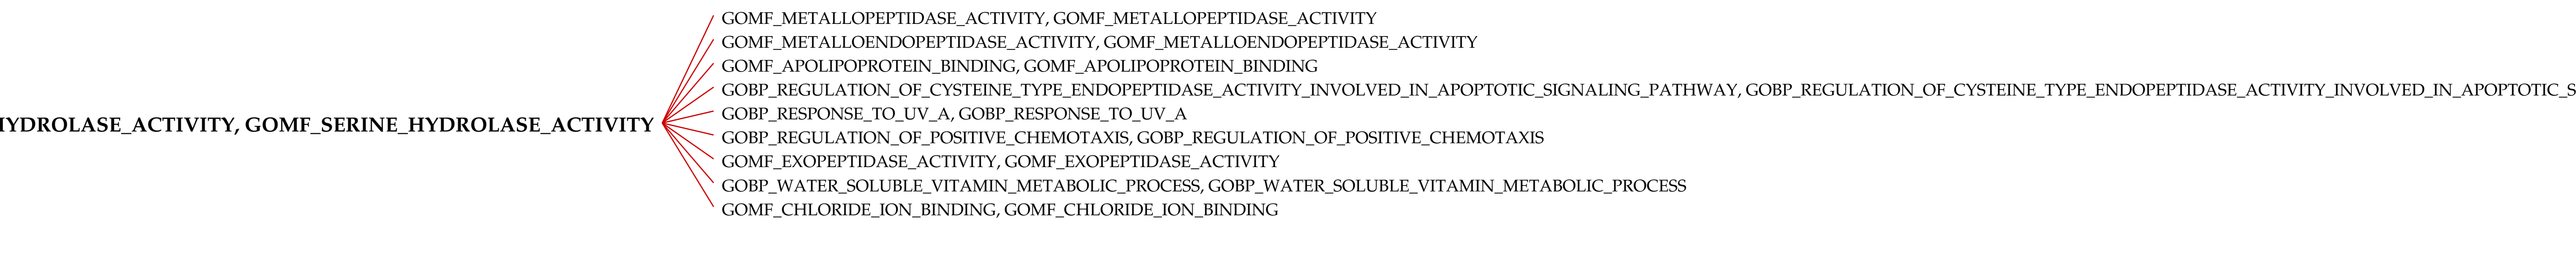 GOMF_METALLOPEPTIDASE_ACTIVITY, GOMF_METALLOPEPTIDASE_ACTIVITY
GOMF_METALLOENDOPEPTIDASE_ACTIVITY, GOMF_METALLOENDOPEPTIDASE_ACTIVITY
GOMF_APOLIPOPROTEIN_BINDING, GOMF_APOLIPOPROTEIN_BINDING
GOBP_REGULATION_OF_CYSTEINE_TYPE_ENDOPEPTIDASE_ACTIVITY_INVOLVED_IN_APOPTOTIC_SIGNALING_PATHWAY, GOBP_REGULATION_OF_CYSTEINE_TYPE_ENDOPEPTIDASE_ACTIVITY_INVOLVED_IN_APOPTOTIC_S
GOBP_RESPONSE_TO_UV_A, GOBP_RESPONSE_TO_UV_A
YDROLASE_ACTIVITY, GOMF_SERINE_HYDROLASE_ACTIVITY
GOBP_REGULATION_OF_POSITIVE_CHEMOTAXIS, GOBP_REGULATION_OF_POSITIVE_CHEMOTAXIS
GOMF_EXOPEPTIDASE_ACTIVITY, GOMF_EXOPEPTIDASE_ACTIVITY
GOBP_WATER_SOLUBLE_VITAMIN_METABOLIC_PROCESS, GOBP_WATER_SOLUBLE_VITAMIN_METABOLIC_PROCESS
GOMF_CHLORIDE_ION_BINDING, GOMF_CHLORIDE_ION_BINDING